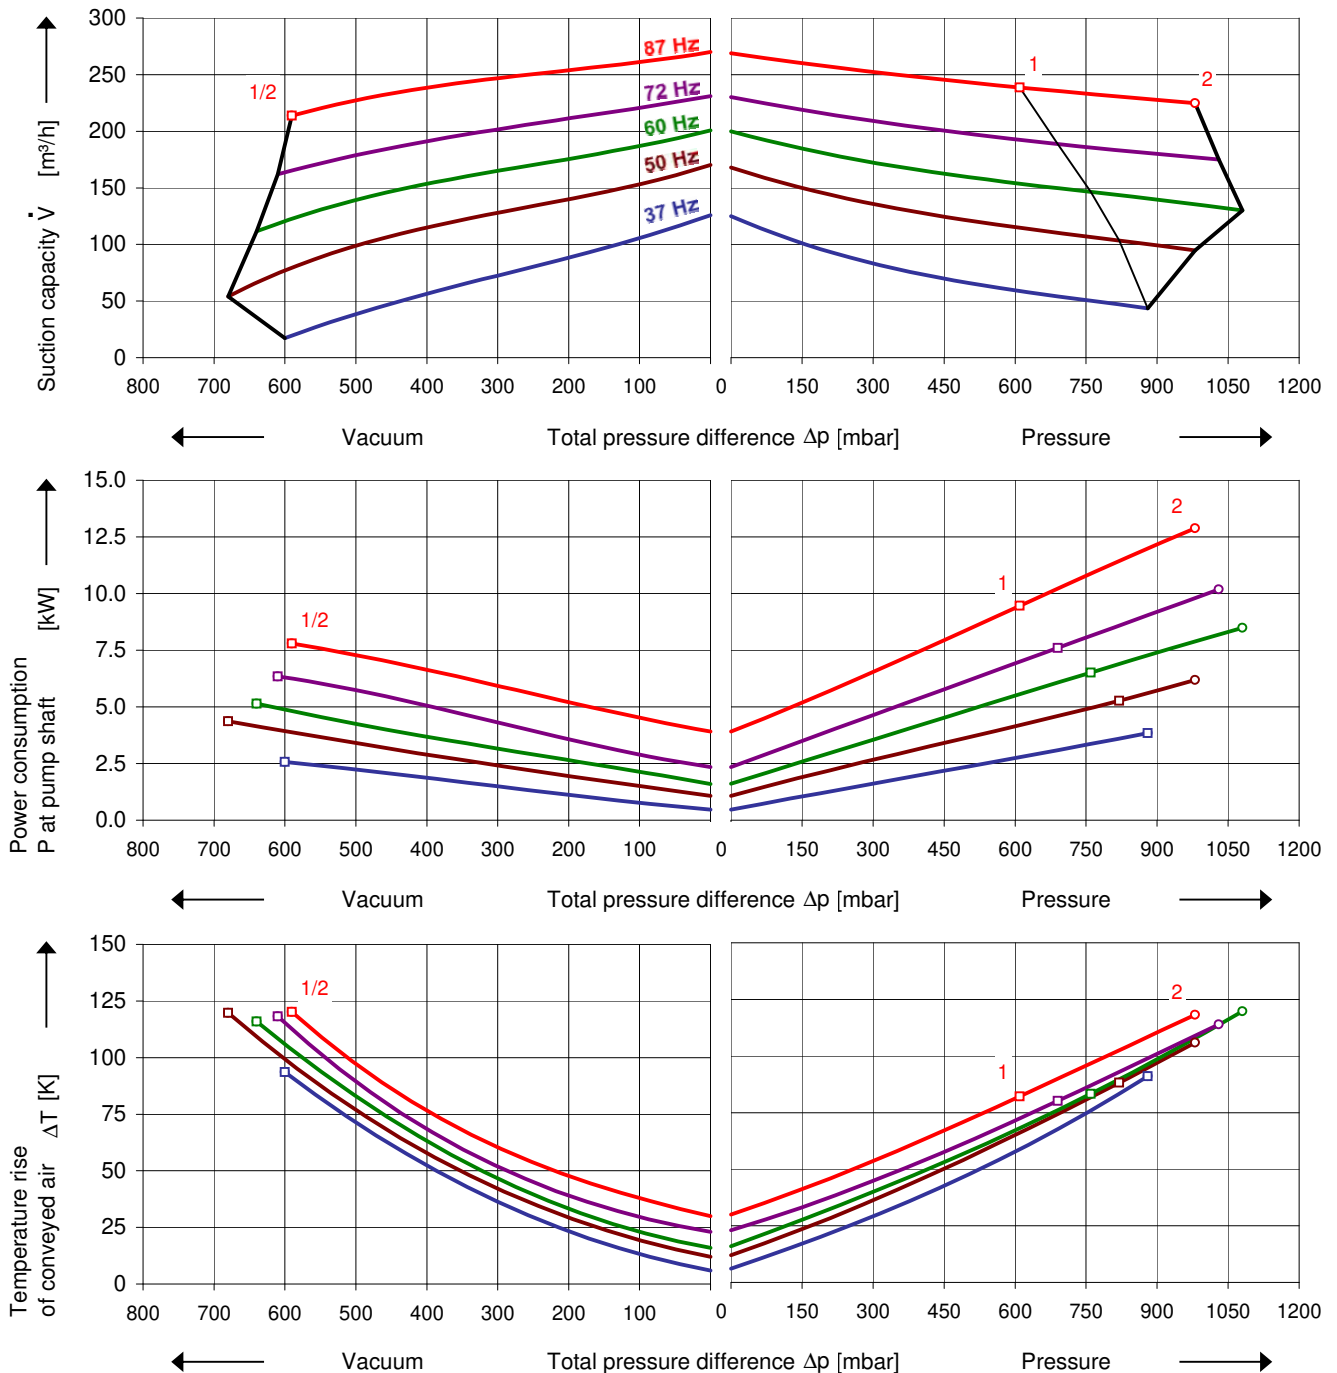 Suction capacity V̇ [m³/h]
300
250
200
150
100
50
0
87 Hz
72 Hz
60 Hz
50 Hz
37 Hz
1/2
1
2
800 700 600 500 400 300 200 100 0 150 300 450 600 750 900 1050 1200
Vacuum Total pressure difference Δp [mbar] Pressure
Power consumption
P at pump shaft [kW]
15.0
12.5
10.0
7.5
5.0
2.5
0.0
1/2
1
2
800 700 600 500 400 300 200 100 0 150 300 450 600 750 900 1050 1200
Vacuum Total pressure difference Δp [mbar] Pressure
Temperature rise
of conveyed air ΔT [K]
150
125
100
75
50
25
0
1/2
1
2
800 700 600 500 400 300 200 100 0 150 300 450 600 750 900 1050 1200
Vacuum Total pressure difference Δp [mbar] Pressure